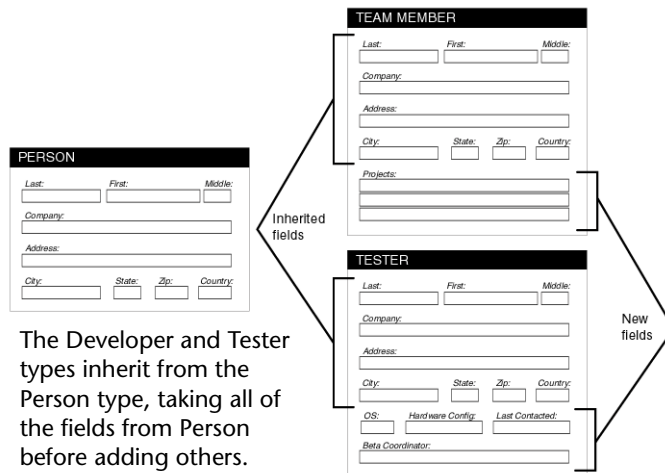 PERSON
Last: First: Middle:
Company:
Address:
City: State: Zip: Country:
The Developer and Tester
types inherit from the
Person type, taking all of
the fields from Person
before adding others.
Inherited
fields
TEAM MEMBER
Last: First: Middle:
Company:
Address:
City: State: Zip: Country:
Projects:
TESTER
Last: First: Middle:
Company:
Address:
City: State: Zip: Country:
OS: Hardware Config: Last Contacted:
Beta Coordinator:
New
fields